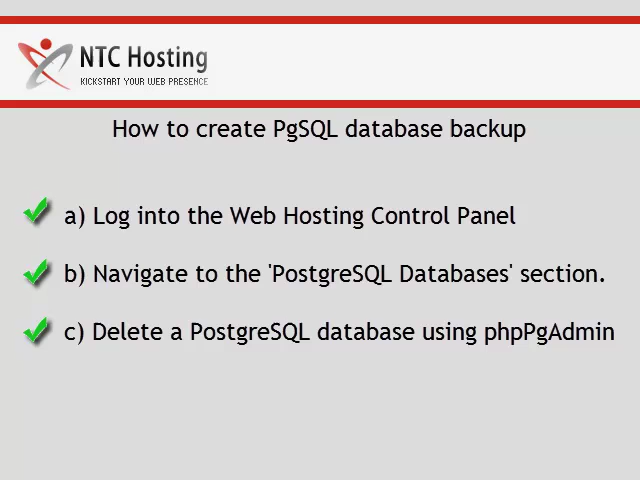 NTC Hosting
KICKSTART YOUR WEB PRESENCE
How to create PgSQL database backup
a) Log into the Web Hosting Control Panel
b) Navigate to the 'PostgreSQL Databases' section.
c) Delete a PostgreSQL database using phpPgAdmin